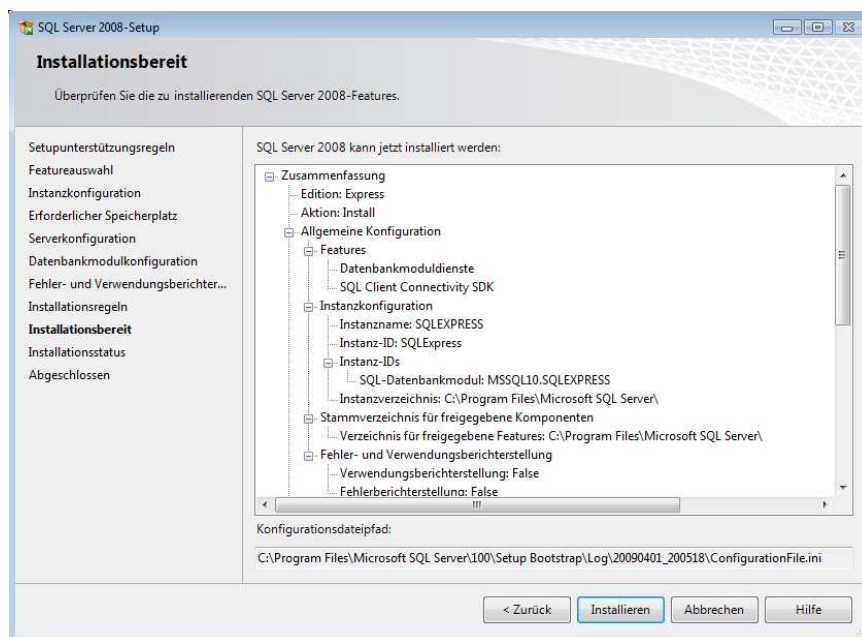 SQL Server 2008-Setup
Installationsbereit
Überprüfen Sie die zu installierenden SQL Server 2008-Features.
Setupunterstützungsregeln
Featureauswahl
Instanzkonfiguration
Erforderlicher Speicherplatz
Serverkonfiguration
Datenbankmodulkonfiguration
Fehler- und Verwendungsberichter...
Installationsregeln
Installationsbereit
Installationsstatus
Abgeschlossen
SQL Server 2008 kann jetzt installiert werden:
Zusammenfassung
Edition: Express
Aktion: Install
Allgemeine Konfiguration
Features
Datenbankmoduldienste
SQL Client Connectivity SDK
Instanzkonfiguration
Instanzname: SQLEXPRESS
Instanz-ID: SQLExpress
Instanz-IDs
SQL-Datenbankmodul: MSSQL10.SQLEXPRESS
Instanzverzeichnis: C:\Program Files\Microsoft SQL Server\
Stammverzeichnis für freigegebene Komponenten
Verzeichnis für freigegebene Features: C:\Program Files\Microsoft SQL Server\
Fehler- und Verwendungsberichterstellung
Verwendungsberichterstellung: False
Fehlerberichterstellung: False
Konfigurationsdateipfad:
C:\Program Files\Microsoft SQL Server\100\Setup Bootstrap\Log\20090401_200518\ConfigurationFile.ini
< Zurück
Installieren
Abbrechen
Hilfe